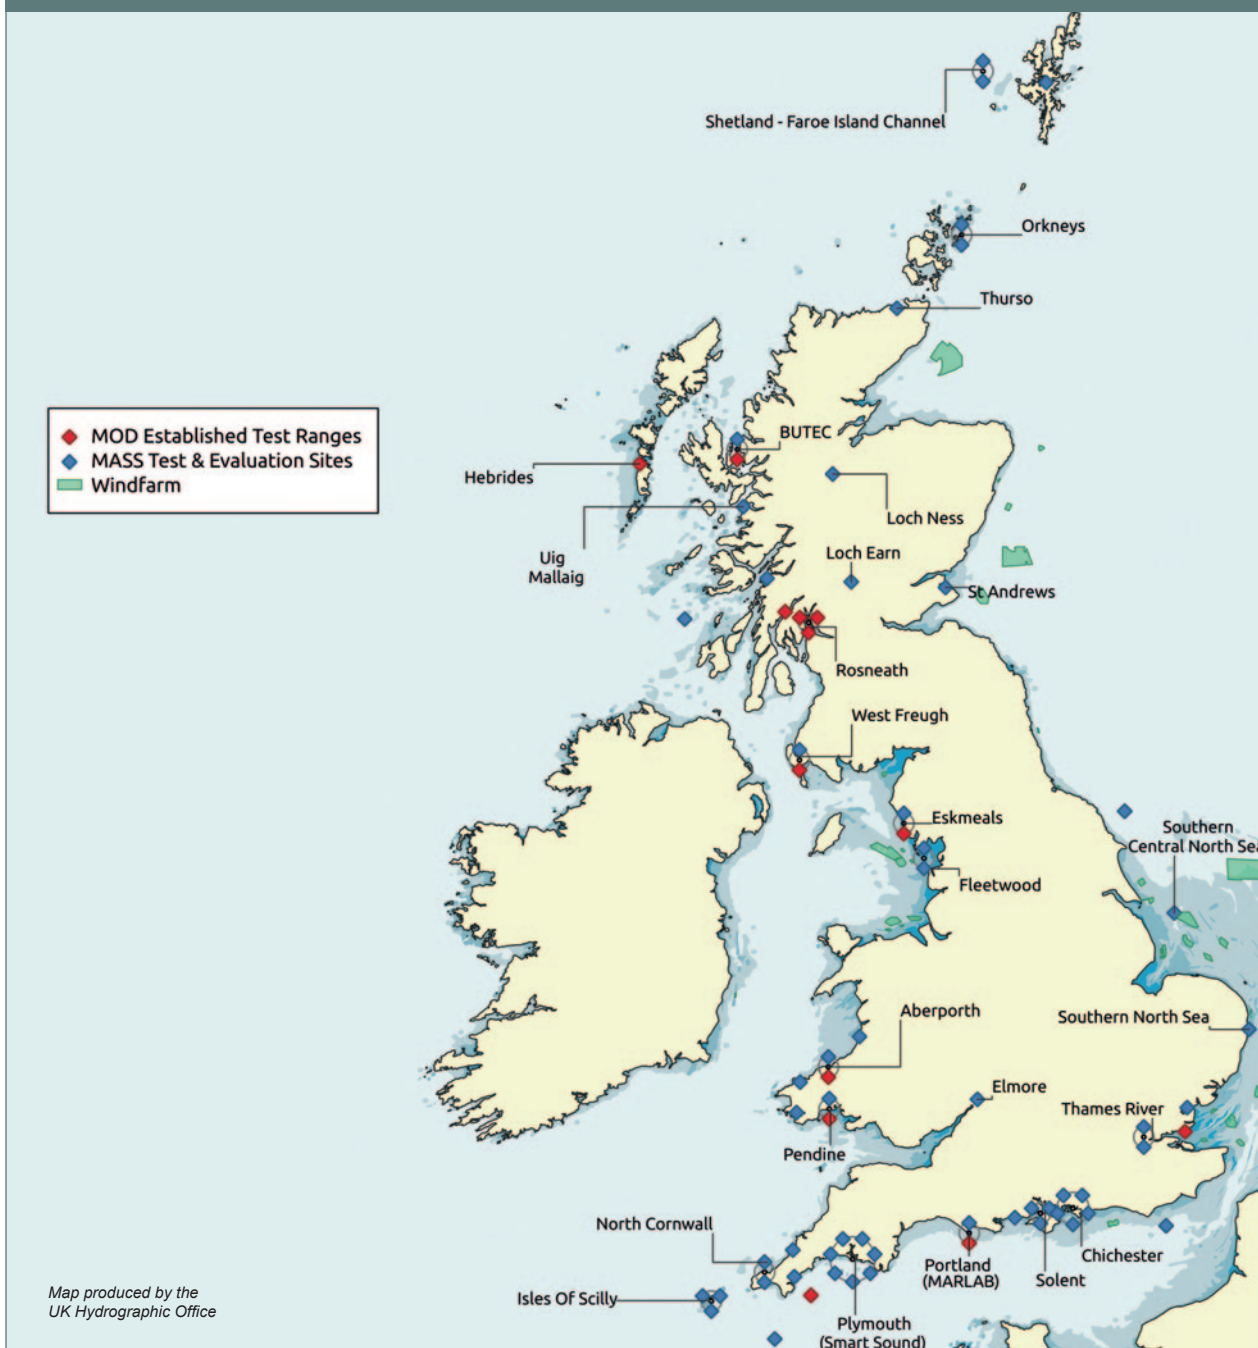 Shetland - Faroe Island Channel
Orkneys
Thurso
MOD Established Test Ranges
MASS Test & Evaluation Sites
Windfarm
BUTEC
Hebrides
Loch Ness
Uig
Mallaig
Loch Earn
St Andrews
Rosneath
West Freugh
Eskmeals
Southern
Central North Sea
Fleetwood
Aberporth
Southern North Sea
Elmore
Thames River
Pendine
North Cornwall
Chichester
Portland
(MARLAB)
Solent
Isles Of Scilly
Plymouth
(Smart Sound)
Map produced by the
UK Hydrographic Office